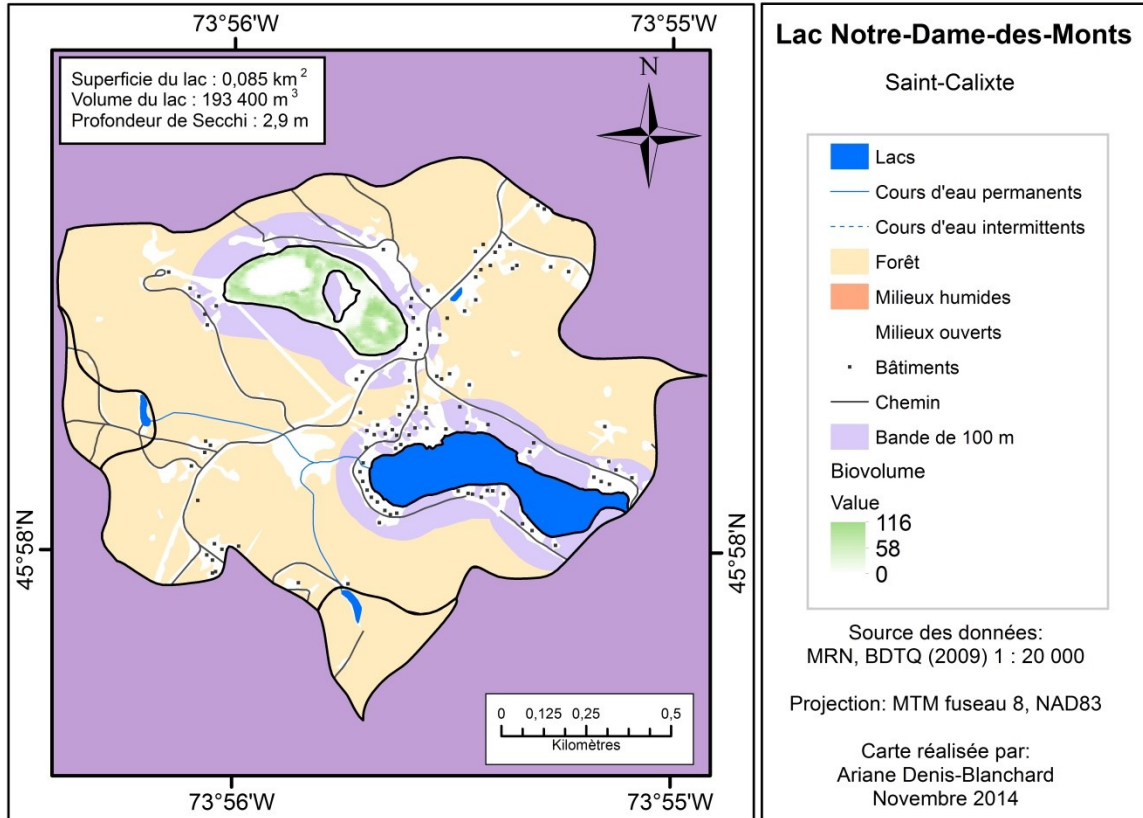 73°56'W
73°55'W
Superficie du lac : 0,085 km²
Volume du lac : 193 400 m³
Profondeur de Secchi : 2,9 m
N
45°58'N
45°58'N
0 0,125 0,25 0,5
Kilomètres
73°56'W
73°55'W
Lac Notre-Dame-des-Monts
Saint-Calixte
Lacs
Cours d'eau permanents
Cours d'eau intermittents
Forêt
Milieux humides
Milieux ouverts
Bâtiments
Chemin
Bande de 100 m
Biovolume
Value
116
58
0
Source des données:
MRN, BDTQ (2009) 1 : 20 000
Projection: MTM fuseau 8, NAD83
Carte réalisée par:
Ariane Denis-Blanchard
Novembre 2014